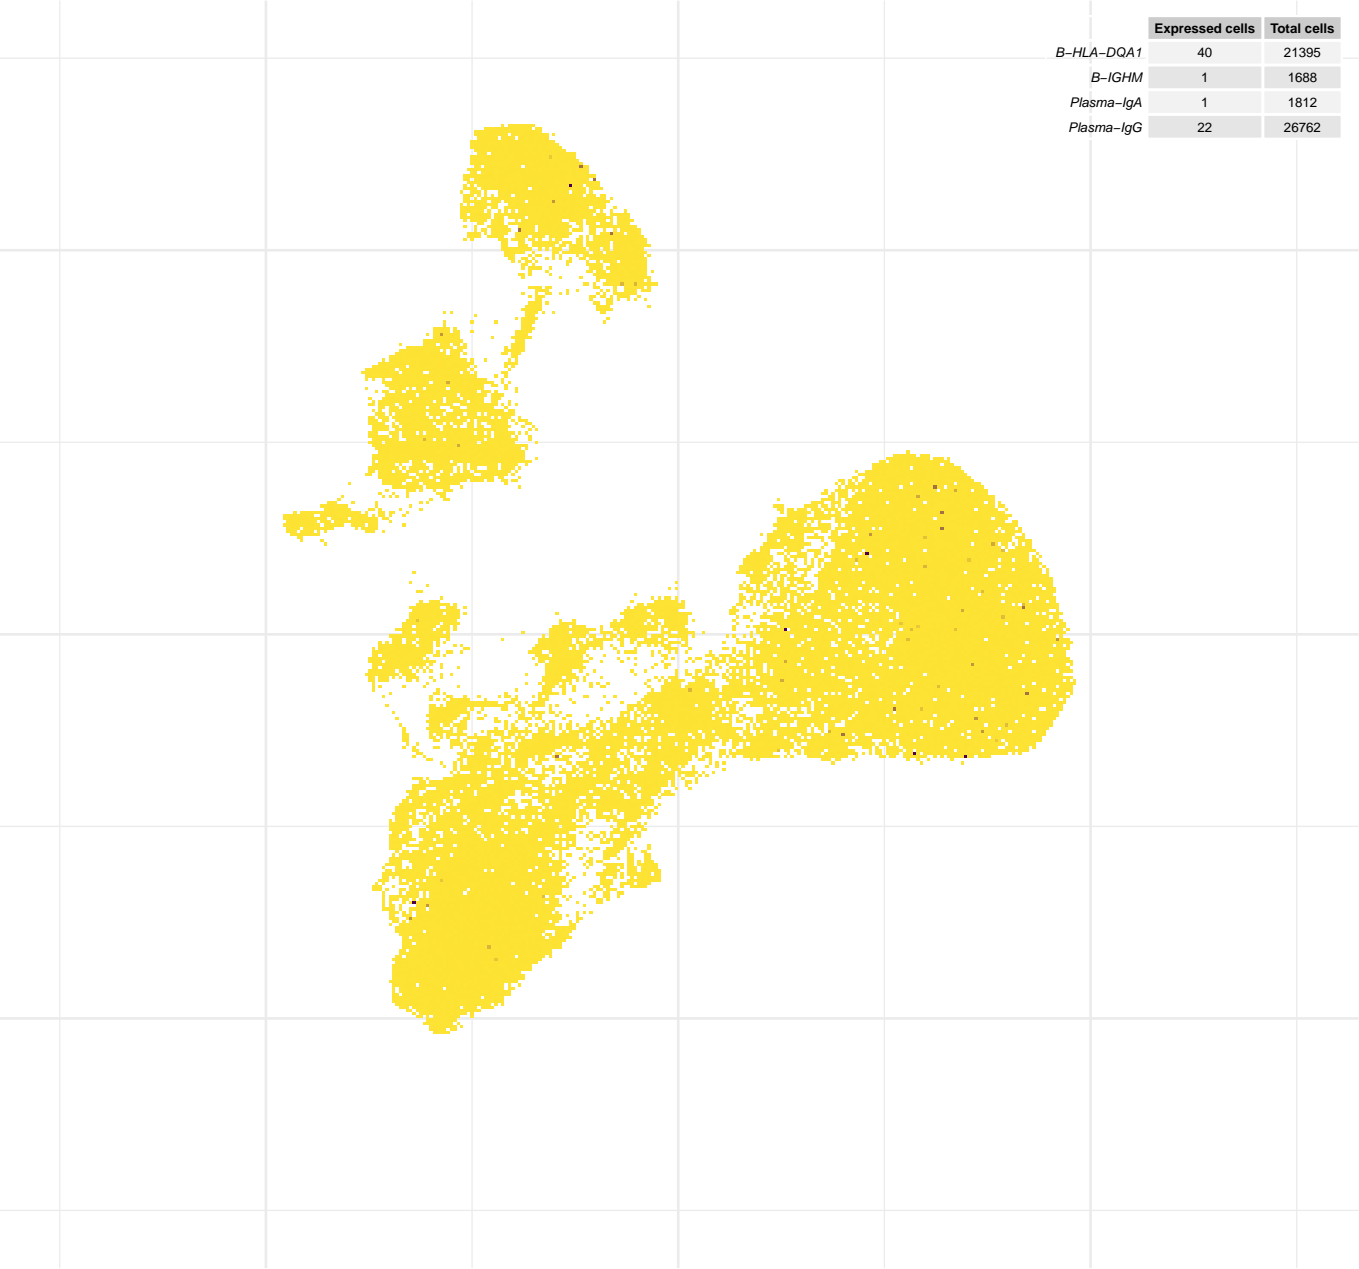 Expressed cells Total cells
B−HLA−DQA1 40 21395
B−IGHM 1 1688
Plasma−IgA 1 1812
Plasma−IgG 22 26762